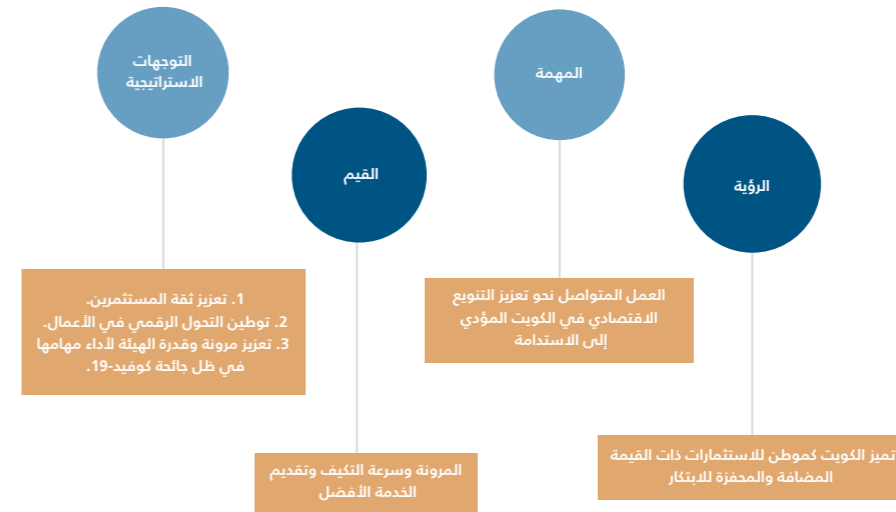 الرؤية
تميز الكويت كموطن للاستثمارات ذات القيمة
المضافة والمحفزة للابتكار
المهمة
العمل المتواصل نحو تعزيز التنويع
الاقتصادي في الكويت المؤدي
إلى الاستدامة
القيم
المرونة وسرعة التكيف وتقديم
الخدمة الأفضل
التوجهات
الاستراتيجية
1. تعزيز ثقة المستثمرين.
2. توطين التحول الرقمي في الأعمال.
3. تعزيز مرونة وقدرة الهيئة لأداء مهامها
في ظل جائحة كوفيد-19.